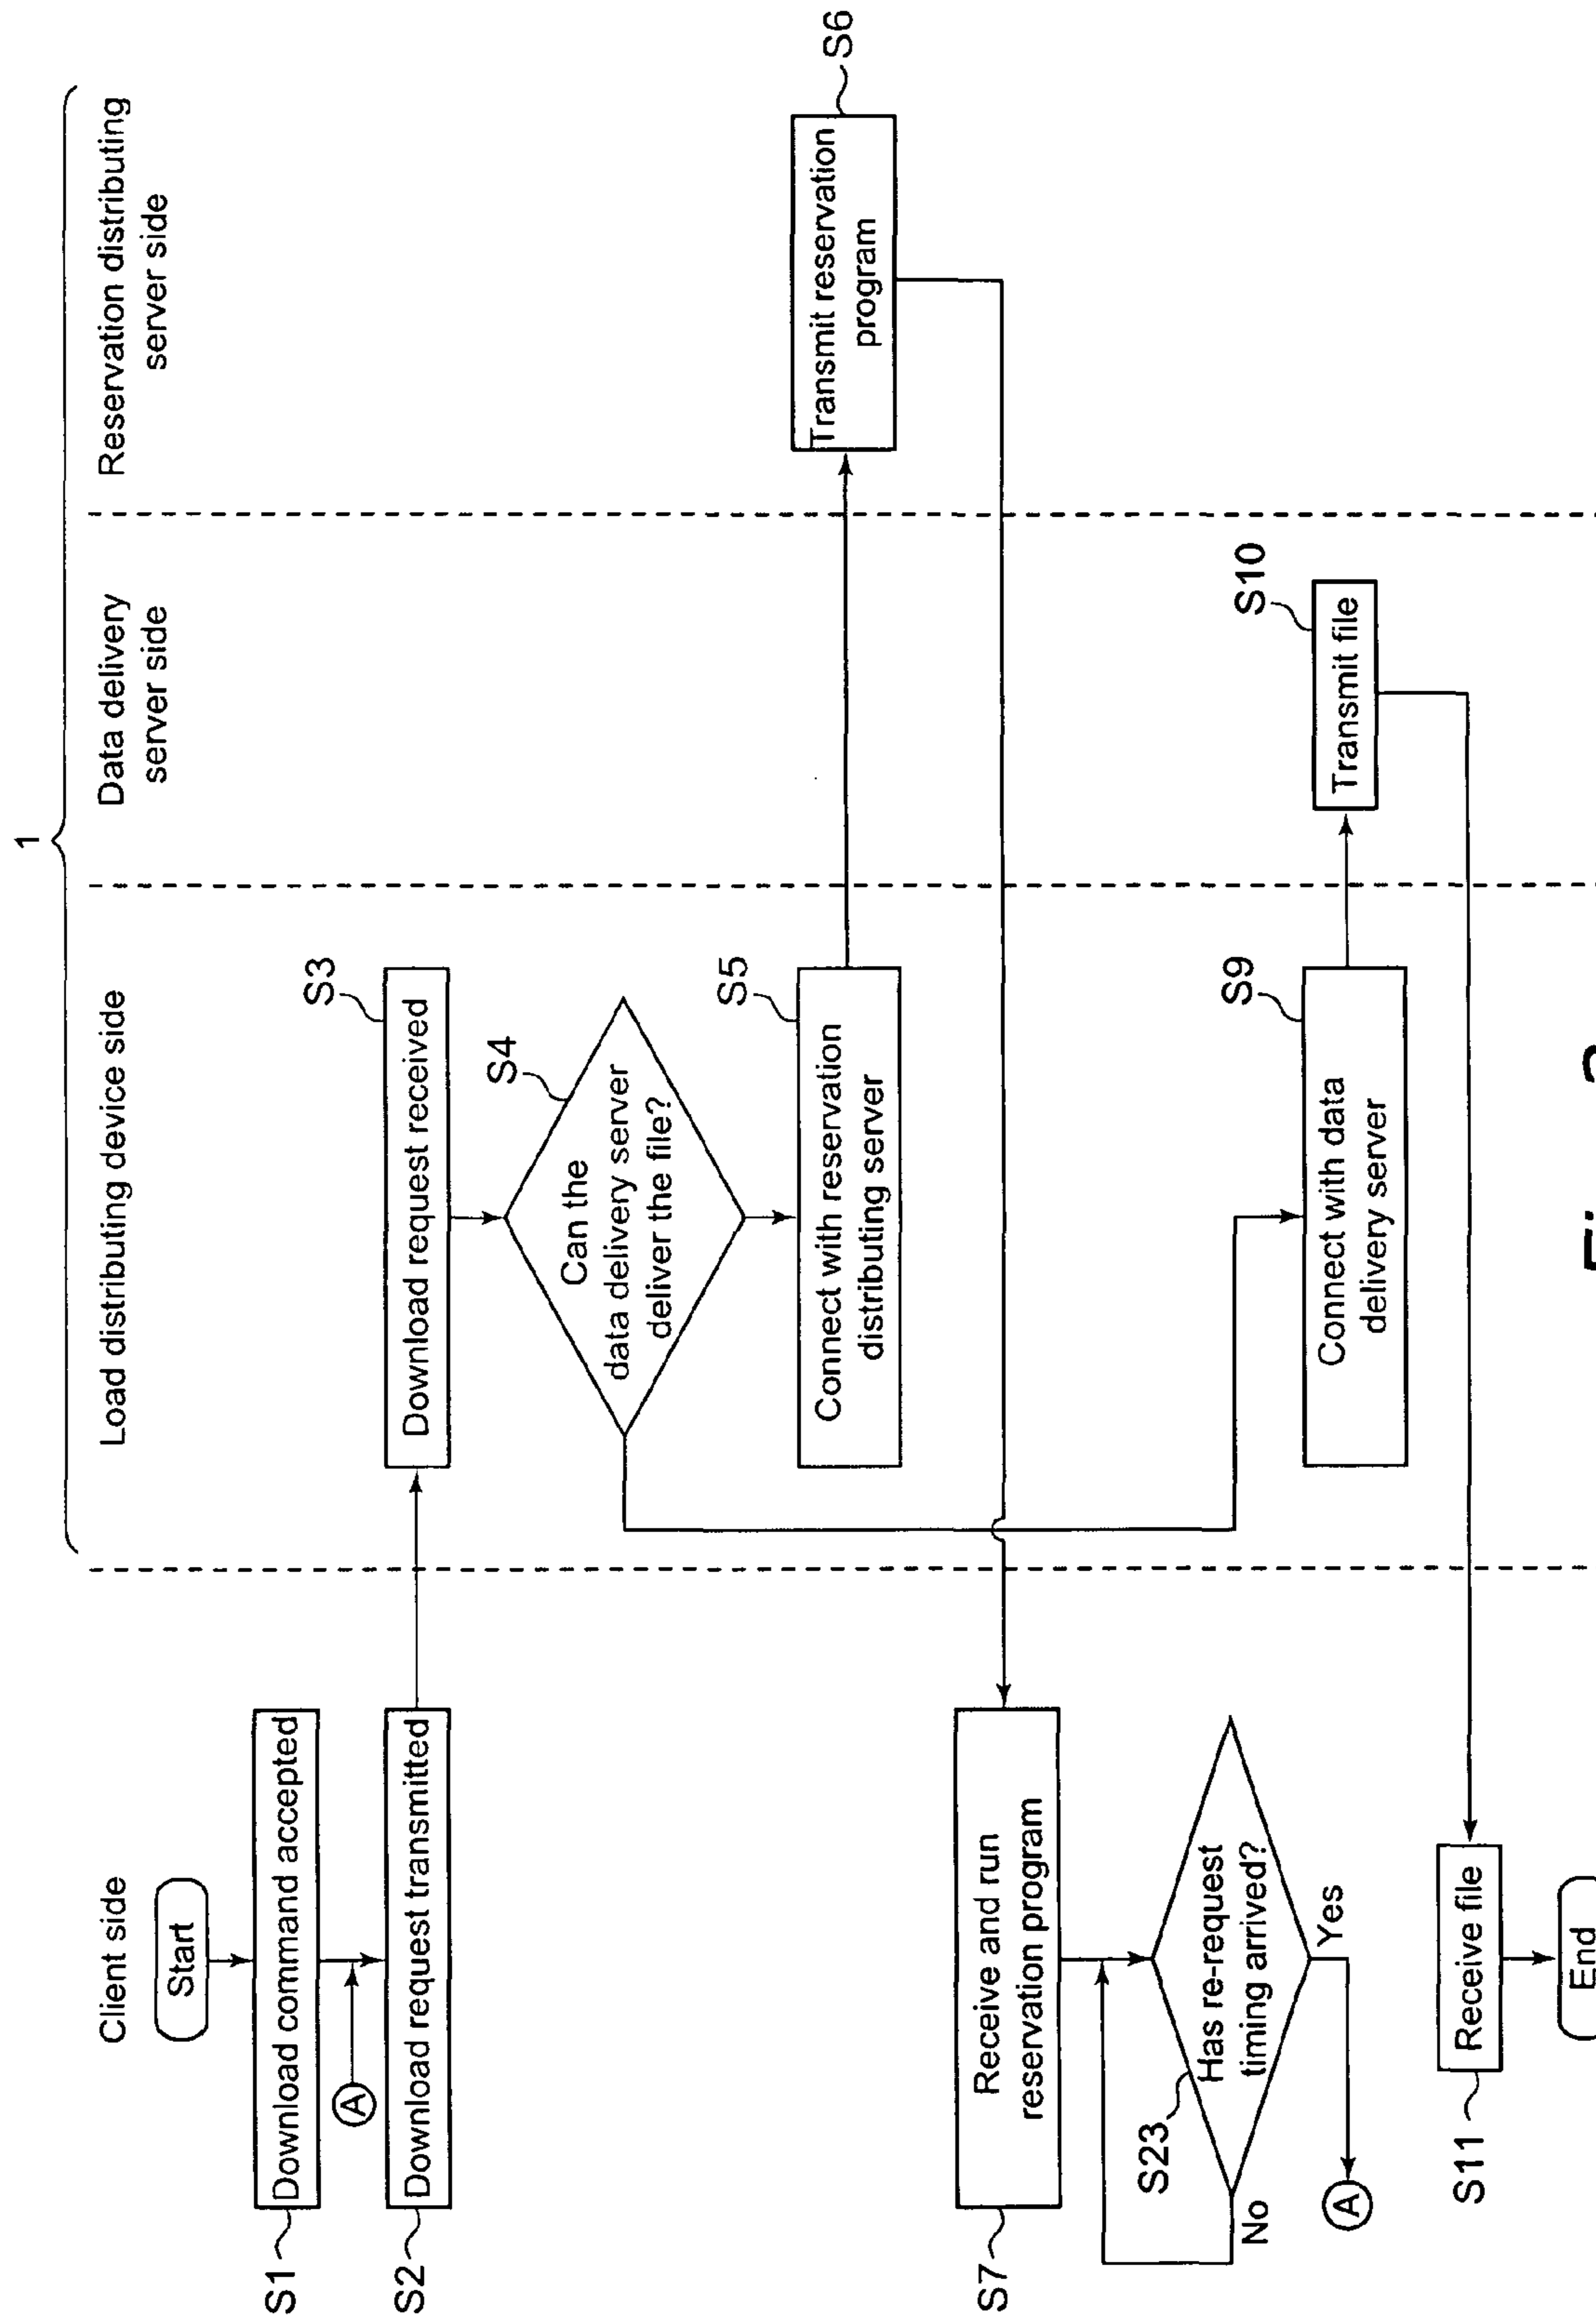 1
Client side
Load distributing device side
Data delivery
server side
Reservation distributing
server side
Start
S1
Download command accepted
A
S2
Download request transmitted
S3
Download request received
S4
Can the
data delivery server
deliver the file?
S5
Connect with reservation
distributing server
S6
Transmit reservation
program
S7
Receive and run
reservation program
S23
Has re-request
timing arrived?
No
Yes
A
S9
Connect with data
delivery server
S10
Transmit file
S11
Receive file
End